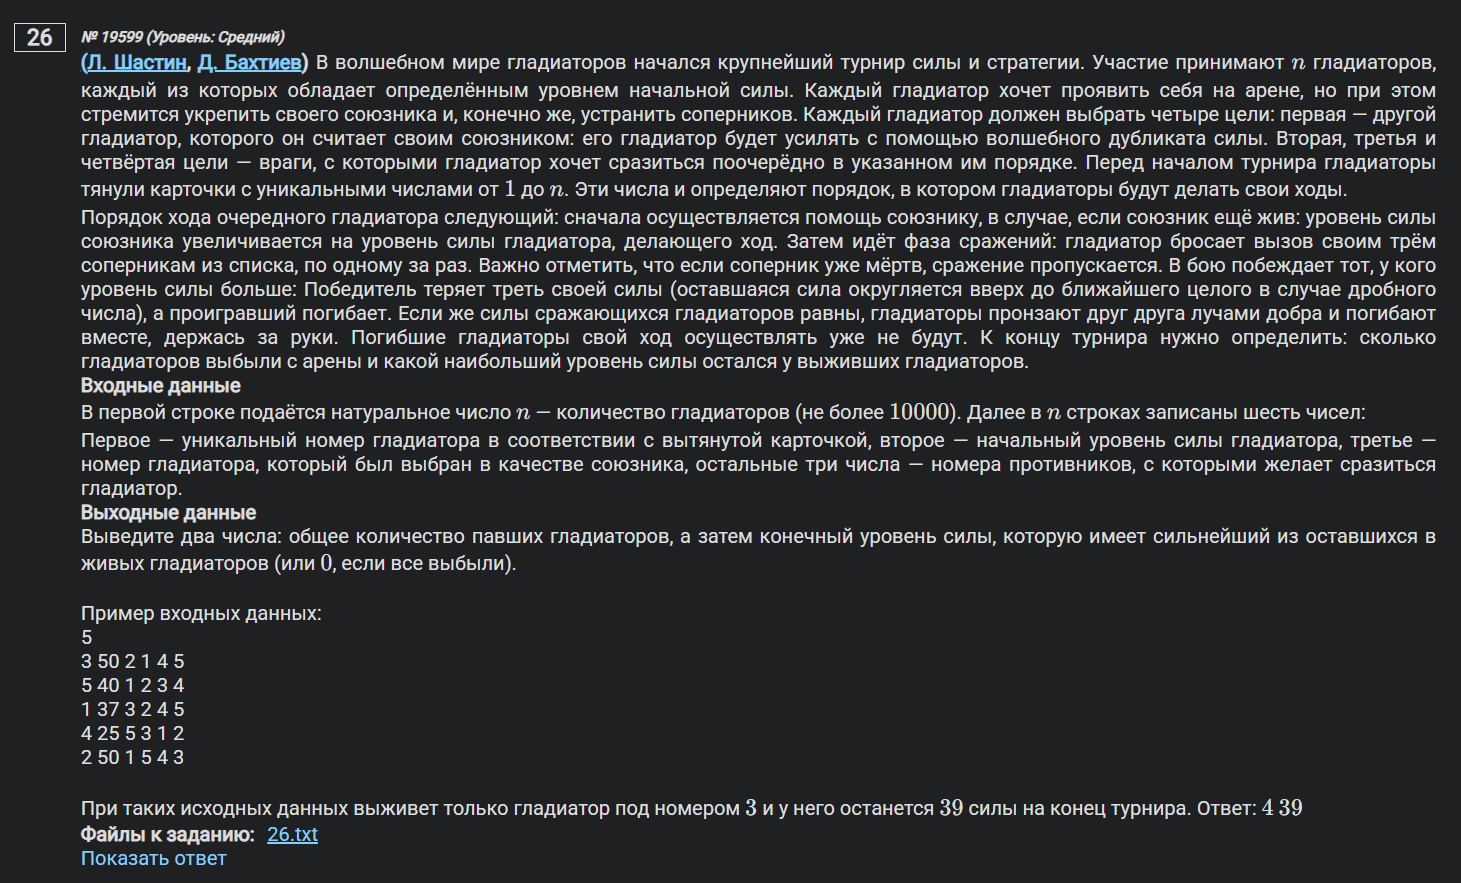 26 № 19599 (Уровень: Средний)
(Л. Шастин, Д. Бахтиев) В волшебном мире гладиаторов начался крупнейший турнир силы и стратегии. Участие принимают n гладиаторов,
каждый из которых обладает определённым уровнем начальной силы. Каждый гладиатор хочет проявить себя на арене, но при этом
стремится укрепить своего союзника и, конечно же, устранить соперников. Каждый гладиатор должен выбрать четыре цели: первая — другой
гладиатор, которого он считает своим союзником: его гладиатор будет усилять с помощью волшебного дубликата силы. Вторая, третья и
четвёртая цели — враги, с которыми гладиатор хочет сразиться поочерёдно в указанном им порядке. Перед началом турнира гладиаторы
тянули карточки с уникальными числами от 1 до n. Эти числа и определяют порядок, в котором гладиаторы будут делать свои ходы.
Порядок хода очередного гладиатора следующий: сначала осуществляется помощь союзнику, в случае, если союзник ещё жив: уровень силы
союзника увеличивается на уровень силы гладиатора, делающего ход. Затем идёт фаза сражений: гладиатор бросает вызов своим трём
соперникам из списка, по одному за раз. Важно отметить, что если соперник уже мёртв, сражение пропускается. В бою побеждает тот, у кого
уровень силы больше: Победитель теряет треть своей силы (оставшаяся сила округляется вверх до ближайшего целого в случае дробного
числа), а проигравший погибает. Если же силы сражающихся гладиаторов равны, гладиаторы пронзают друг друга лучами добра и погибают
вместе, держась за руки. Погибшие гладиаторы свой ход осуществлять уже не будут. К концу турнира нужно определить: сколько
гладиаторов выбыли с арены и какой наибольший уровень силы остался у выживших гладиаторов.
Входные данные
В первой строке подаётся натуральное число n — количество гладиаторов (не более 10000). Далее в n строках записаны шесть чисел:
Первое — уникальный номер гладиатора в соответствии с вытянутой карточкой, второе — начальный уровень силы гладиатора, третье —
номер гладиатора, который был выбран в качестве союзника, остальные три числа — номера противников, с которыми желает сразиться
гладиатор.
Выходные данные
Выведите два числа: общее количество павших гладиаторов, а затем конечный уровень силы, которую имеет сильнейший из оставшихся в
живых гладиаторов (или 0, если все выбыли).
Пример входных данных:
5
3 50 2 1 4 5
5 40 1 2 3 4
1 37 3 2 4 5
4 25 5 3 1 2
2 50 1 5 4 3
При таких исходных данных выживет только гладиатор под номером 3 и у него останется 39 силы на конец турнира. Ответ: 4 39
Файлы к заданию: 26.txt
Показать ответ